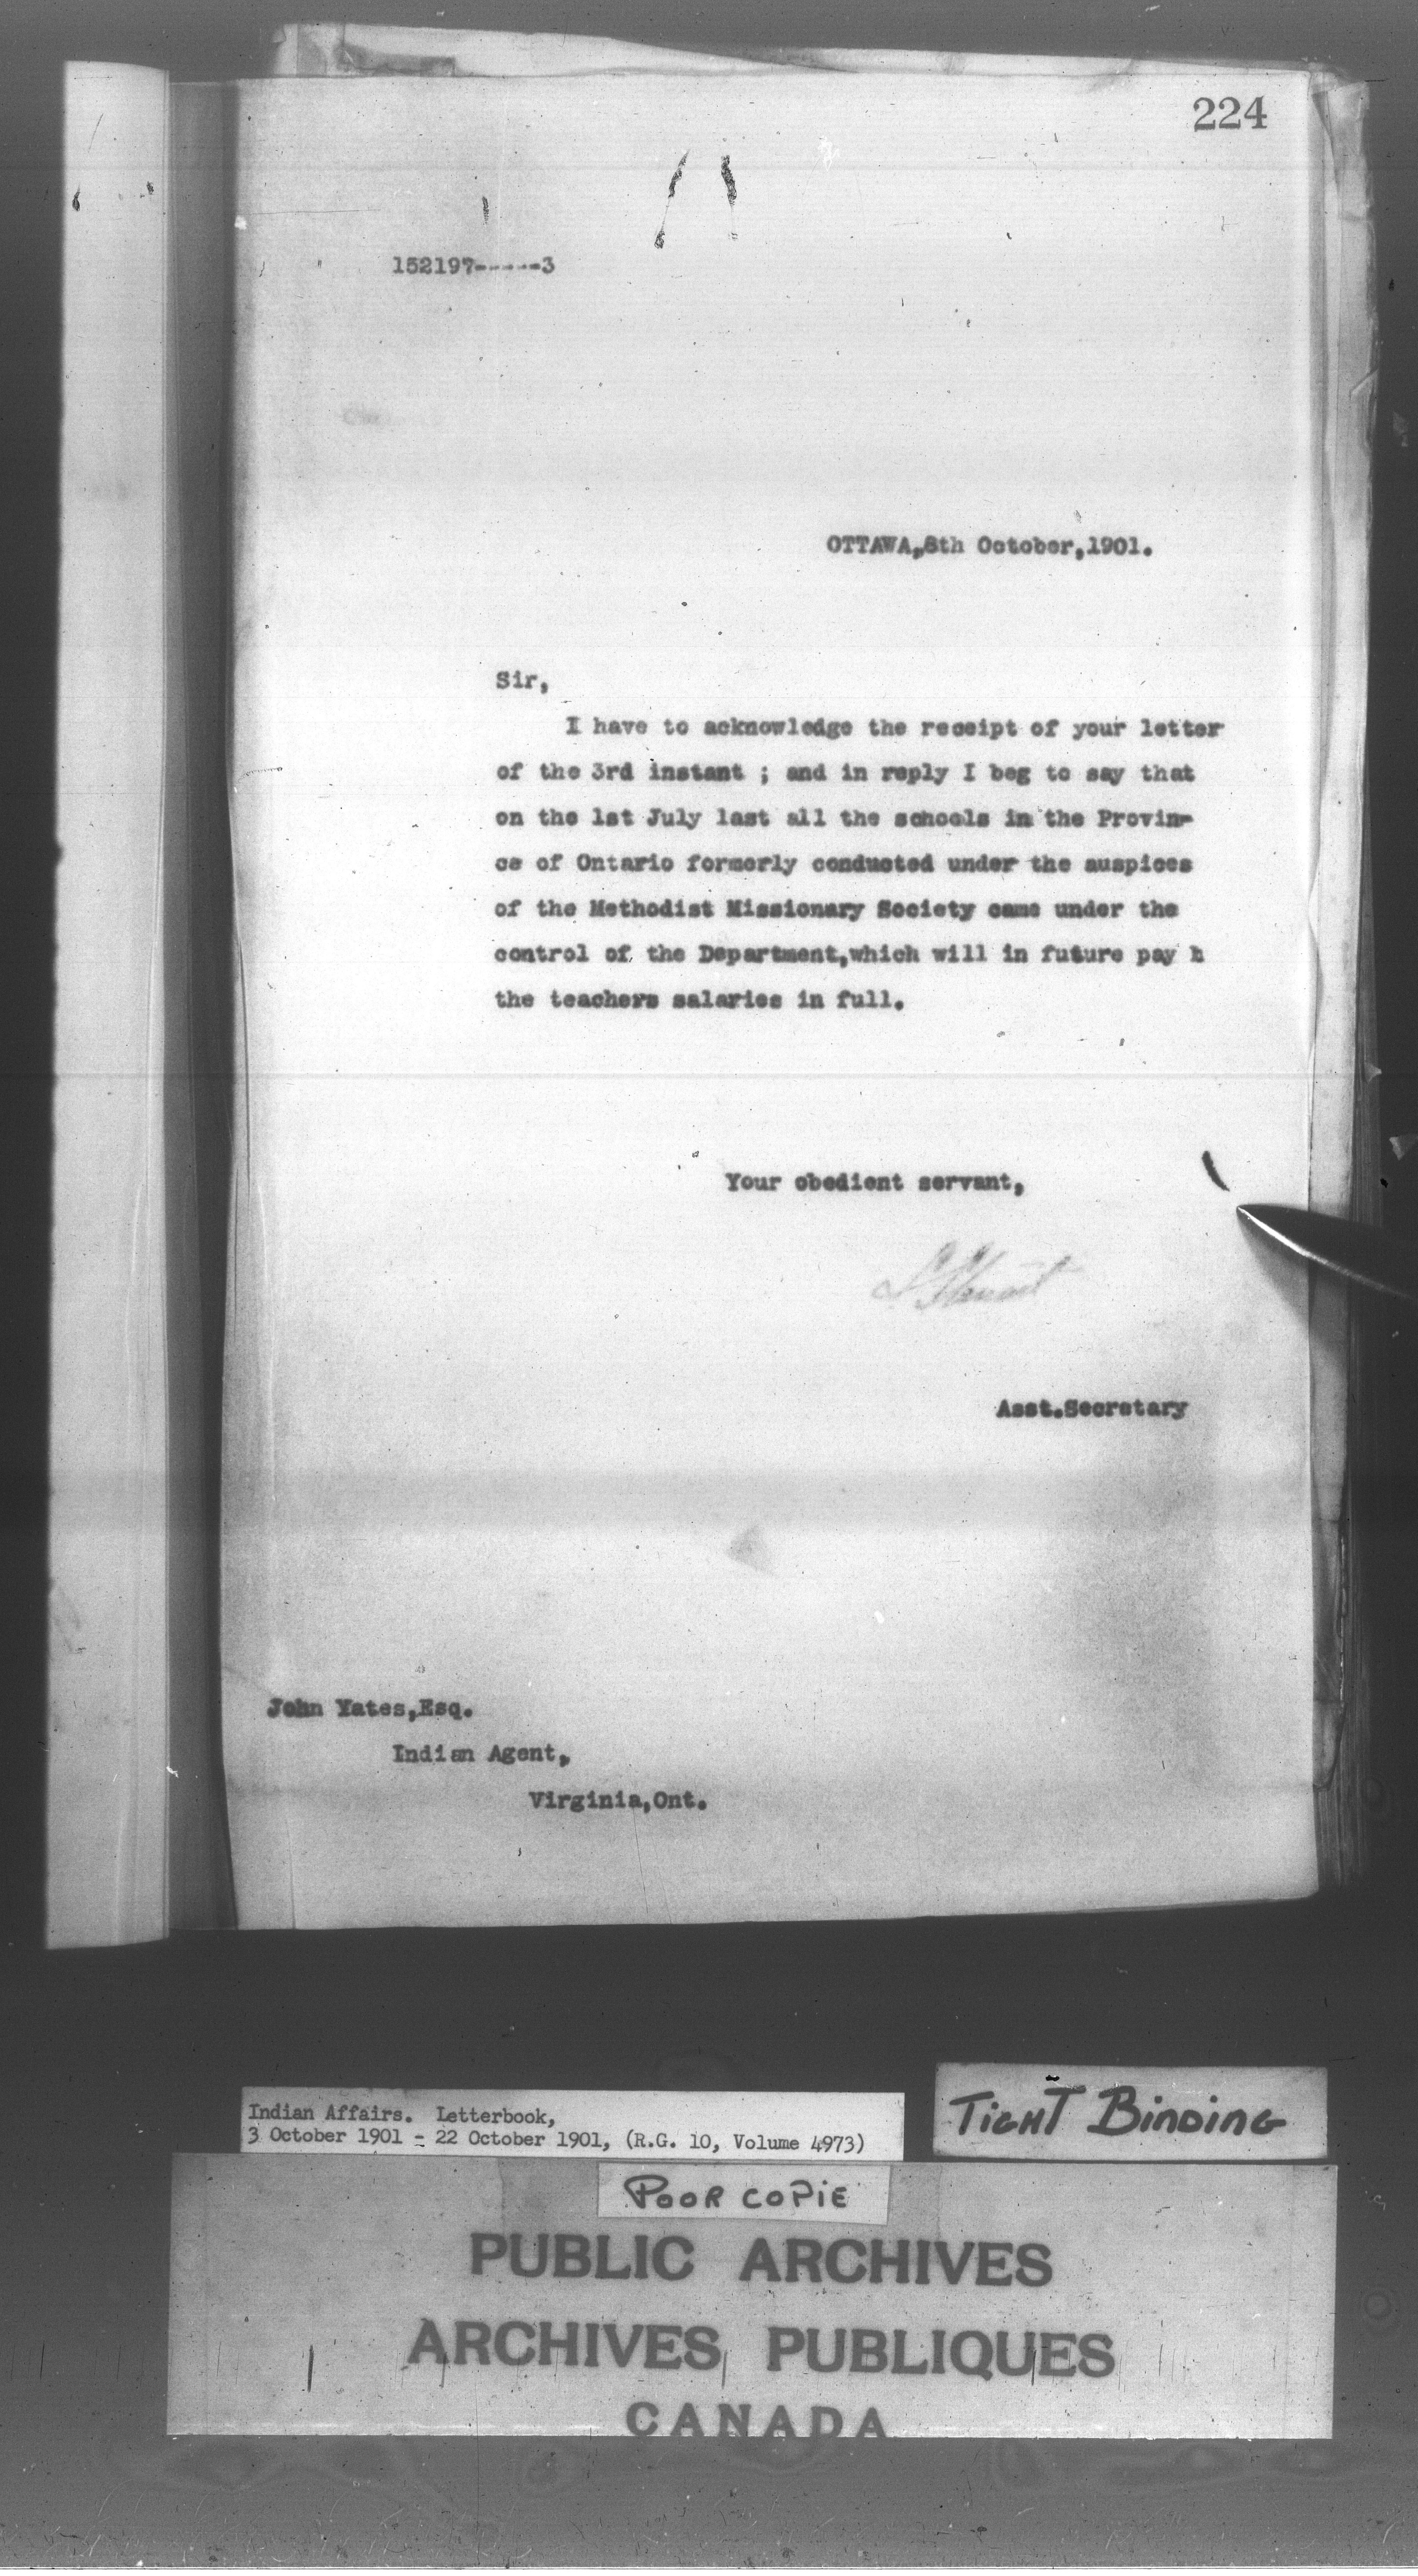 224
152197-----3
OTTAWA, 8th October, 1901.
Sir,
I have to acknowledge the receipt of your letter
of the 3rd instant ; and in reply I beg to say that
on the 1st July last all the schools in the Provin-
ce of Ontario formerly conducted under the auspices
of the Methodist Missionary Society came under the
control of the Department, which will in future pay h
the teachers salaries in full.
Your obedient servant,
S. Stewart
Asst. Secretary
John Yates, Esq.
Indian Agent,
Virginia, Ont.
Indian Affairs. Letterbook,
3 October 1901 - 22 October 1901, (R.G. 10, Volume 4973)
TIGHT BINDING
POOR COPIE
PUBLIC ARCHIVES
ARCHIVES PUBLIQUES
CANADA